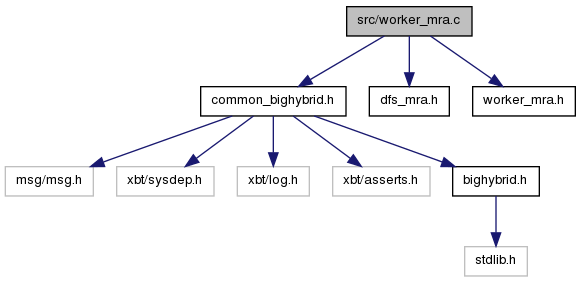 src/worker_mra.c
common_bighybrid.h
dfs_mra.h
worker_mra.h
msg/msg.h
xbt/sysdep.h
xbt/log.h
xbt/asserts.h
bighybrid.h
stdlib.h